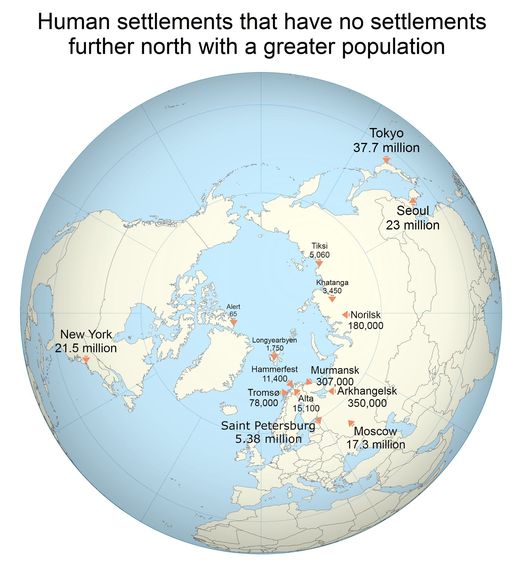 Human settlements that have no settlements
further north with a greater population
Tokyo
37.7 million
Seoul
23 million
Tiksi
5,060
Khatanga
3,450
Alert
65
Norilsk
180,000
New York
21.5 million
Longyearbyen
1,750
Hammerfest
11,400
Murmansk
307,000
Tromsø
78,000
Alta
15,100
Arkhangelsk
350,000
Saint Petersburg
5.38 million
Moscow
17.3 million